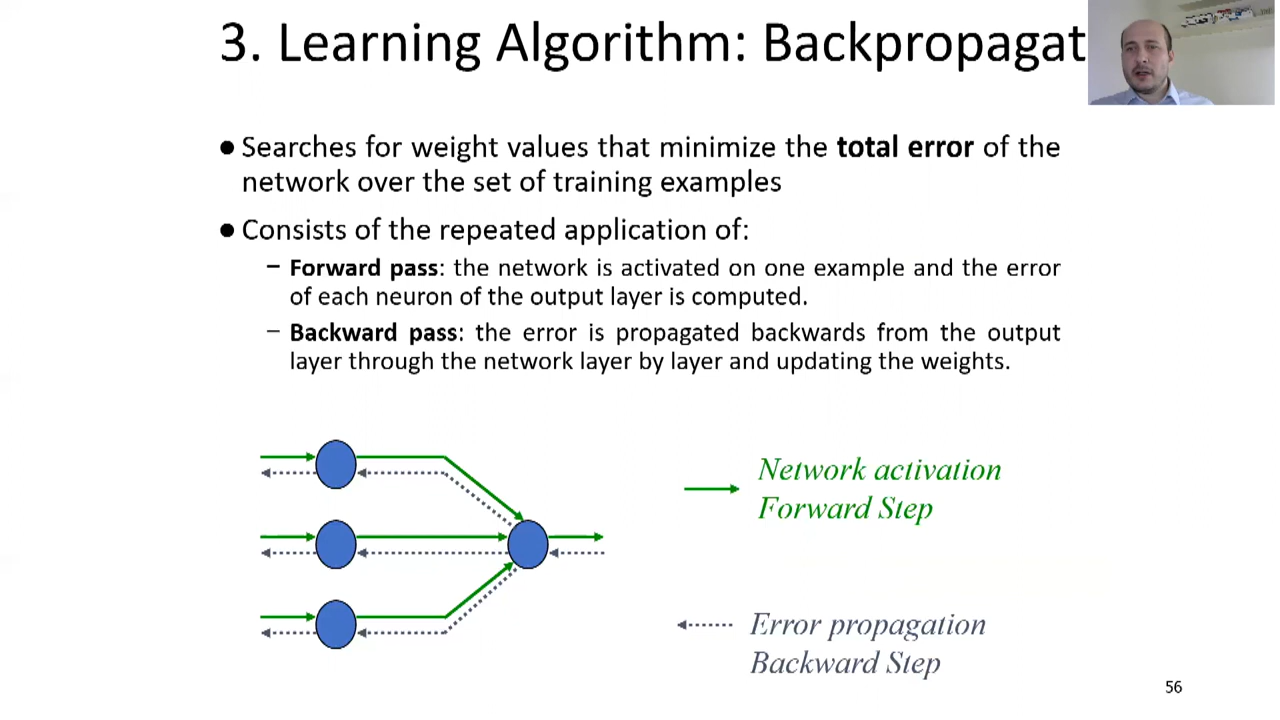 3. Learning Algorithm: Backpropagat
● Searches for weight values that minimize the total error of the
network over the set of training examples
● Consists of the repeated application of:
– Forward pass: the network is activated on one example and the error
of each neuron of the output layer is computed.
– Backward pass: the error is propagated backwards from the output
layer through the network layer by layer and updating the weights.
Network activation
Forward Step
Error propagation
Backward Step
56